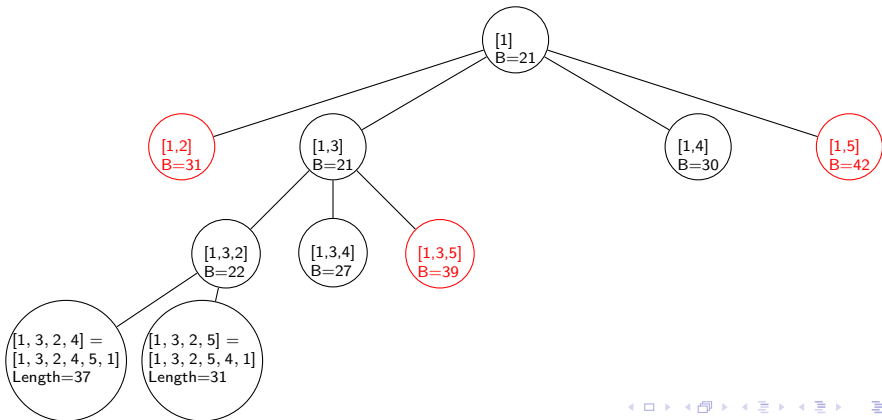 [1]
B=21
[1,2]
B=31
[1,3]
B=21
[1,4]
B=30
[1,5]
B=42
[1,3,2]
B=22
[1,3,4]
B=27
[1,3,5]
B=39
[1, 3, 2, 4] =
[1, 3, 2, 4, 5, 1]
Length=37
[1, 3, 2, 5] =
[1, 3, 2, 5, 4, 1]
Length=31